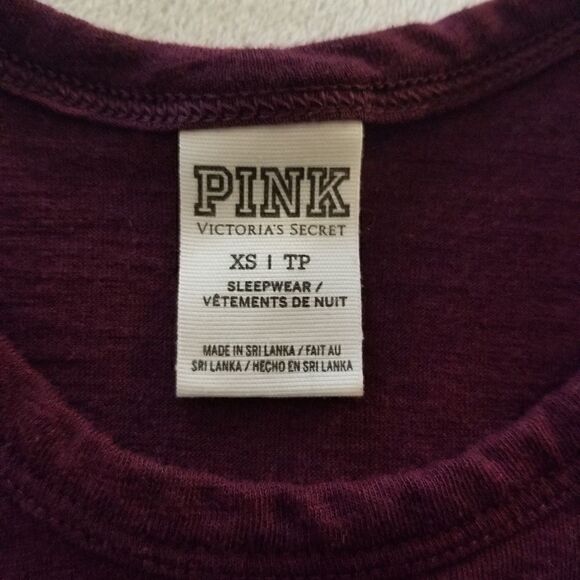 PINK
VICTORIA'S SECRET
XS | TP
SLEEPWEAR /
VÊTEMENTS DE NUIT
MADE IN SRI LANKA / FAIT AU
SRI LANKA / HECHO EN SRI LANKA